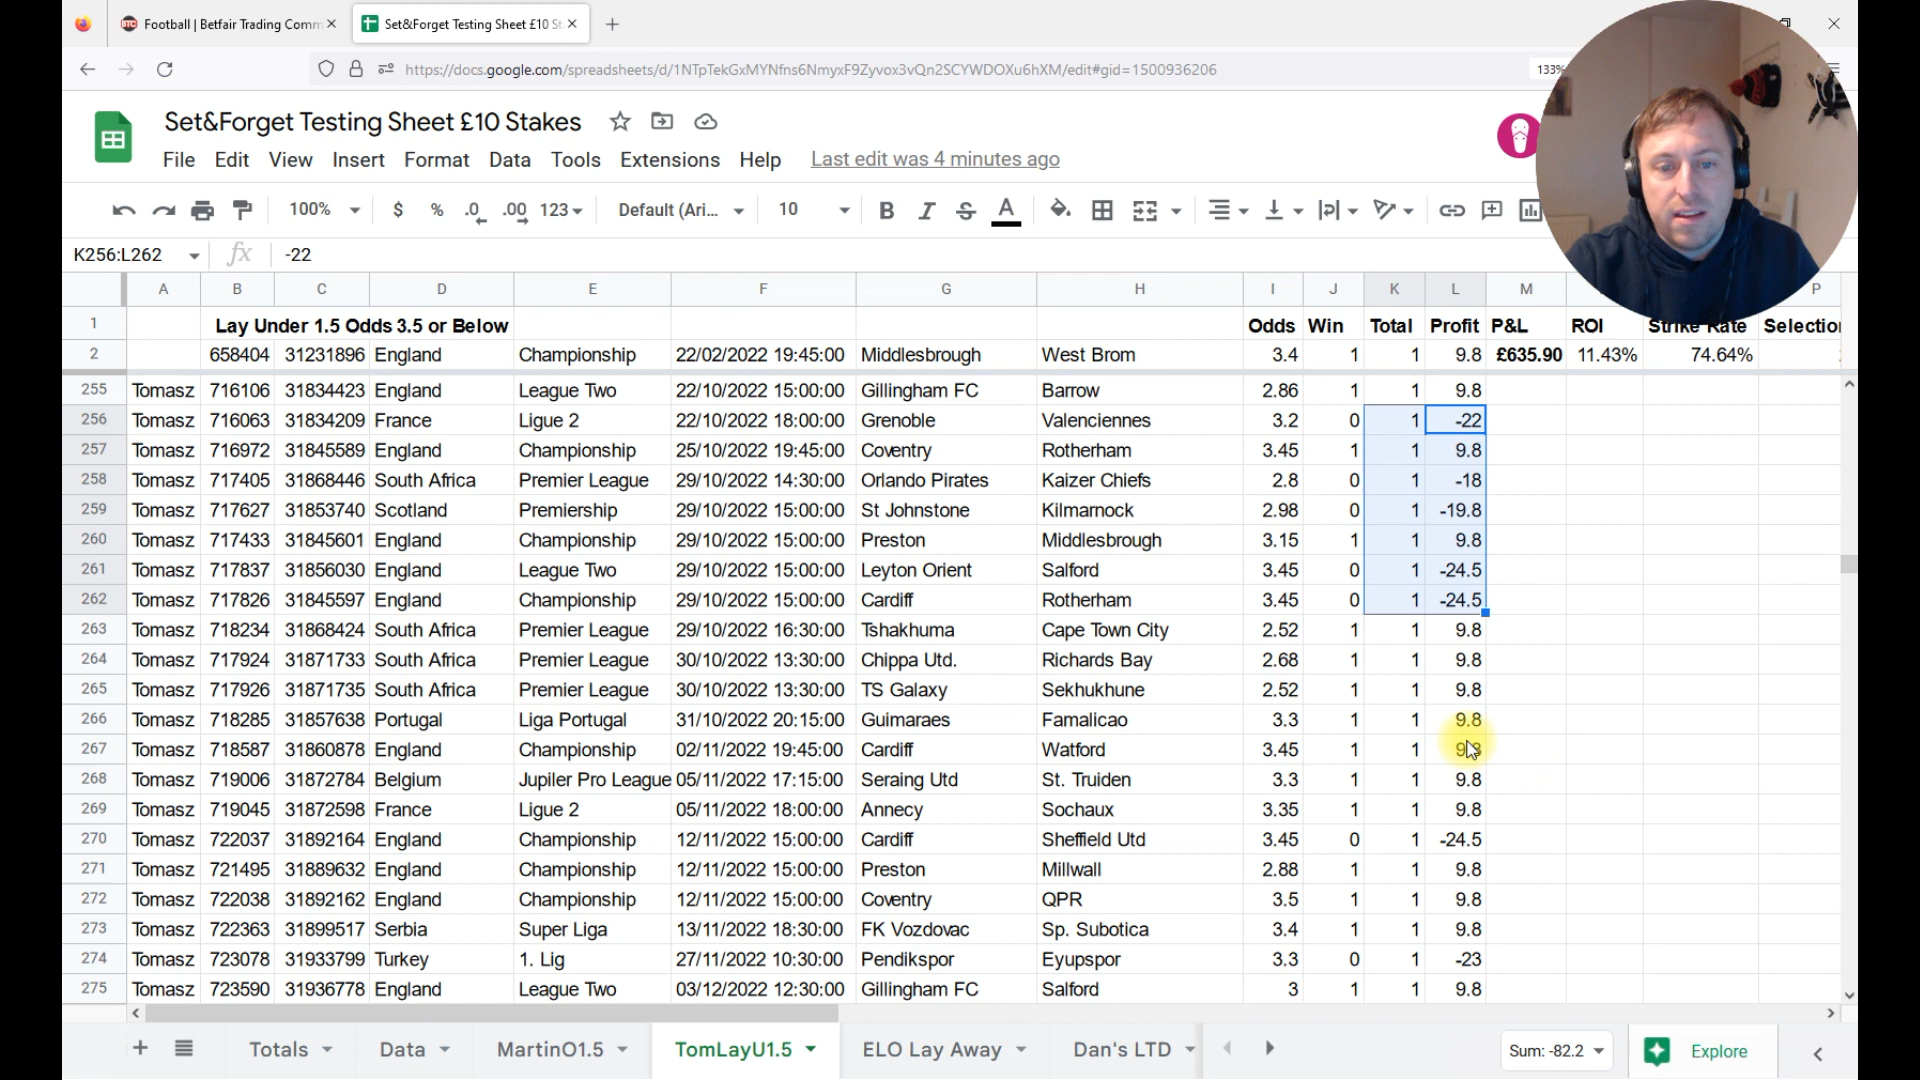 Football | Betfair Trading Comm
Set&Forget Testing Sheet £10 St
https://docs.google.com/spreadsheets/d/1NTpTekGxMYNfns6NmyxF9Zyvox3vQn2SCYWDOXu6hXM/edit#gid=1500936206
133%
Set&Forget Testing Sheet £10 Stakes
File Edit View Insert Format Data Tools Extensions Help Last edit was 4 minutes ago
100% $ % .0 .00 123 Default (Ari... 10 B I S A
K256:L262 fx -22
A B C D E F G H I J K L M P
1 Lay Under 1.5 Odds 3.5 or Below Odds Win Total Profit P&L ROI Strike Rate Selection
2 658404 31231896 England Championship 22/02/2022 19:45:00 Middlesbrough West Brom 3.4 1 1 9.8 £635.90 11.43% 74.64%
255 Tomasz 716106 31834423 England League Two 22/10/2022 15:00:00 Gillingham FC Barrow 2.86 1 1 9.8
256 Tomasz 716063 31834209 France Ligue 2 22/10/2022 18:00:00 Grenoble Valenciennes 3.2 0 1 -22
257 Tomasz 716972 31845589 England Championship 25/10/2022 19:45:00 Coventry Rotherham 3.45 1 1 9.8
258 Tomasz 717405 31868446 South Africa Premier League 29/10/2022 14:30:00 Orlando Pirates Kaizer Chiefs 2.8 0 1 -18
259 Tomasz 717627 31853740 Scotland Premiership 29/10/2022 15:00:00 St Johnstone Kilmarnock 2.98 0 1 -19.8
260 Tomasz 717433 31845601 England Championship 29/10/2022 15:00:00 Preston Middlesbrough 3.15 1 1 9.8
261 Tomasz 717837 31856030 England League Two 29/10/2022 15:00:00 Leyton Orient Salford 3.45 0 1 -24.5
262 Tomasz 717826 31845597 England Championship 29/10/2022 15:00:00 Cardiff Rotherham 3.45 0 1 -24.5
263 Tomasz 718234 31868424 South Africa Premier League 29/10/2022 16:30:00 Tshakhuma Cape Town City 2.52 1 1 9.8
264 Tomasz 717924 31871733 South Africa Premier League 30/10/2022 13:30:00 Chippa Utd. Richards Bay 2.68 1 1 9.8
265 Tomasz 717926 31871735 South Africa Premier League 30/10/2022 13:30:00 TS Galaxy Sekhukhune 2.52 1 1 9.8
266 Tomasz 718285 31857638 Portugal Liga Portugal 31/10/2022 20:15:00 Guimaraes Famalicao 3.3 1 1 9.8
267 Tomasz 718587 31860878 England Championship 02/11/2022 19:45:00 Cardiff Watford 3.45 1 1 9.8
268 Tomasz 719006 31872784 Belgium Jupiler Pro League 05/11/2022 17:15:00 Seraing Utd St. Truiden 3.3 1 1 9.8
269 Tomasz 719045 31872598 France Ligue 2 05/11/2022 18:00:00 Annecy Sochaux 3.35 1 1 9.8
270 Tomasz 722037 31892164 England Championship 12/11/2022 15:00:00 Cardiff Sheffield Utd 3.45 0 1 -24.5
271 Tomasz 721495 31889632 England Championship 12/11/2022 15:00:00 Preston Millwall 2.88 1 1 9.8
272 Tomasz 722038 31892162 England Championship 12/11/2022 15:00:00 Coventry QPR 3.5 1 1 9.8
273 Tomasz 722363 31899517 Serbia Super Liga 13/11/2022 18:30:00 FK Vozdovac Sp. Subotica 3.4 1 1 9.8
274 Tomasz 723078 31933799 Turkey 1. Lig 27/11/2022 10:30:00 Pendikspor Eyupspor 3.3 0 1 -23
275 Tomasz 723590 31936778 England League Two 03/12/2022 12:30:00 Gillingham FC Salford 3 1 1 9.8
Totals Data MartinO1.5 TomLayU1.5 ELO Lay Away Dan's LTD Sum: -82.2 Explore